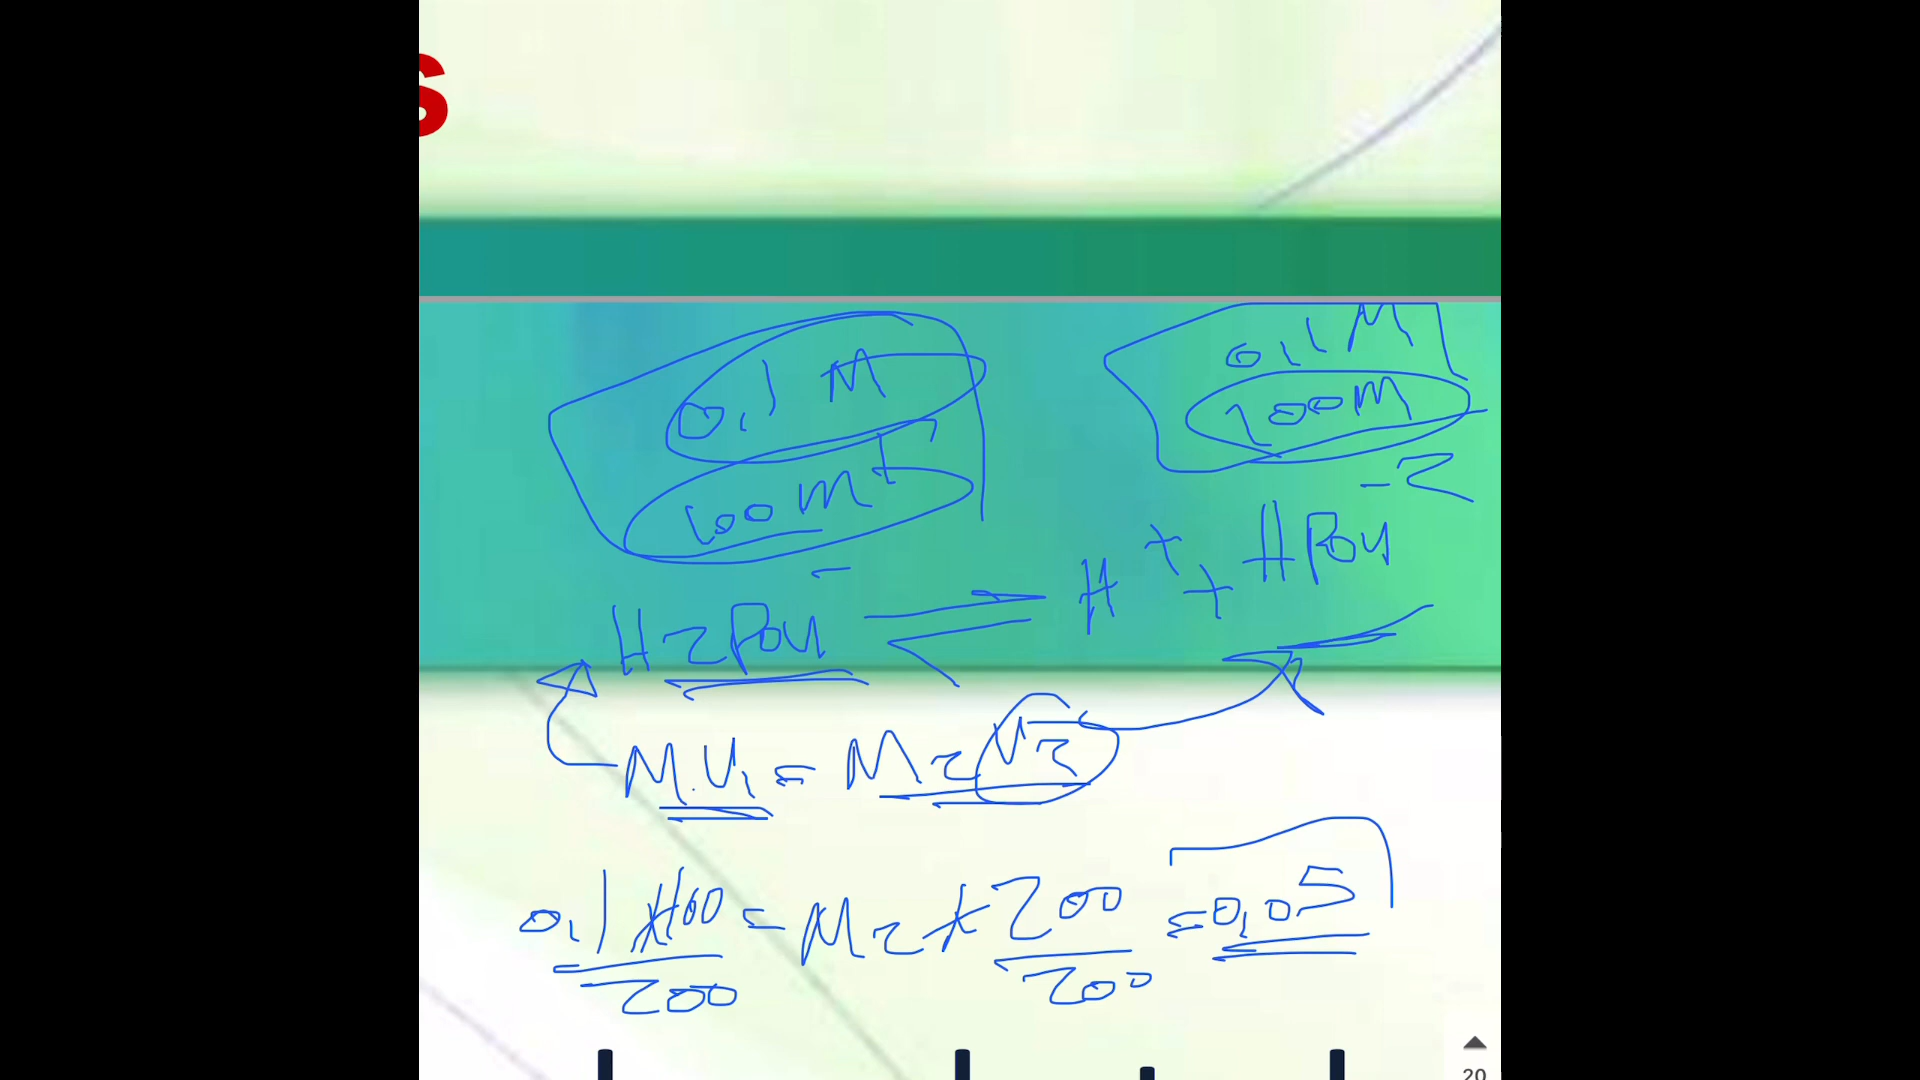 S
0,1 M 0,1 M
100 mL 100 m
H2PO4⁻ ⇌ H⁺ + HPO4⁻²
M1V1 = M2V2
0,1 × 100 / 200 = M2 × 200 / 200 = 0,05
20